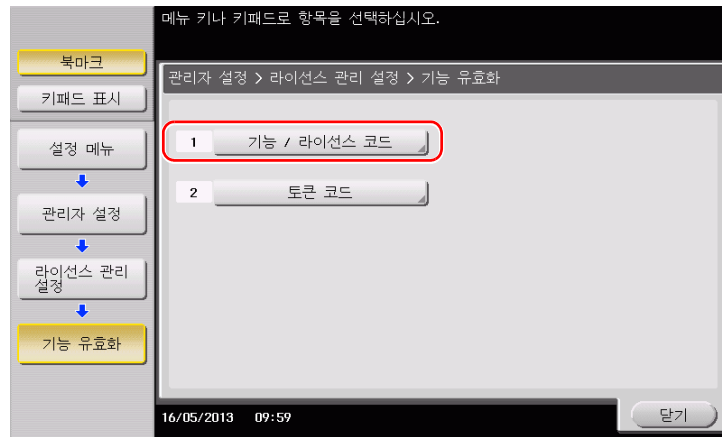 메뉴 키나 키패드로 항목을 선택하십시오.
북마크
키패드 표시
설정 메뉴
관리자 설정
라이선스 관리
설정
기능 유효화
관리자 설정 > 라이선스 관리 설정 > 기능 유효화
1 기능 / 라이선스 코드
2 토큰 코드
16/05/2013 09:59
닫기